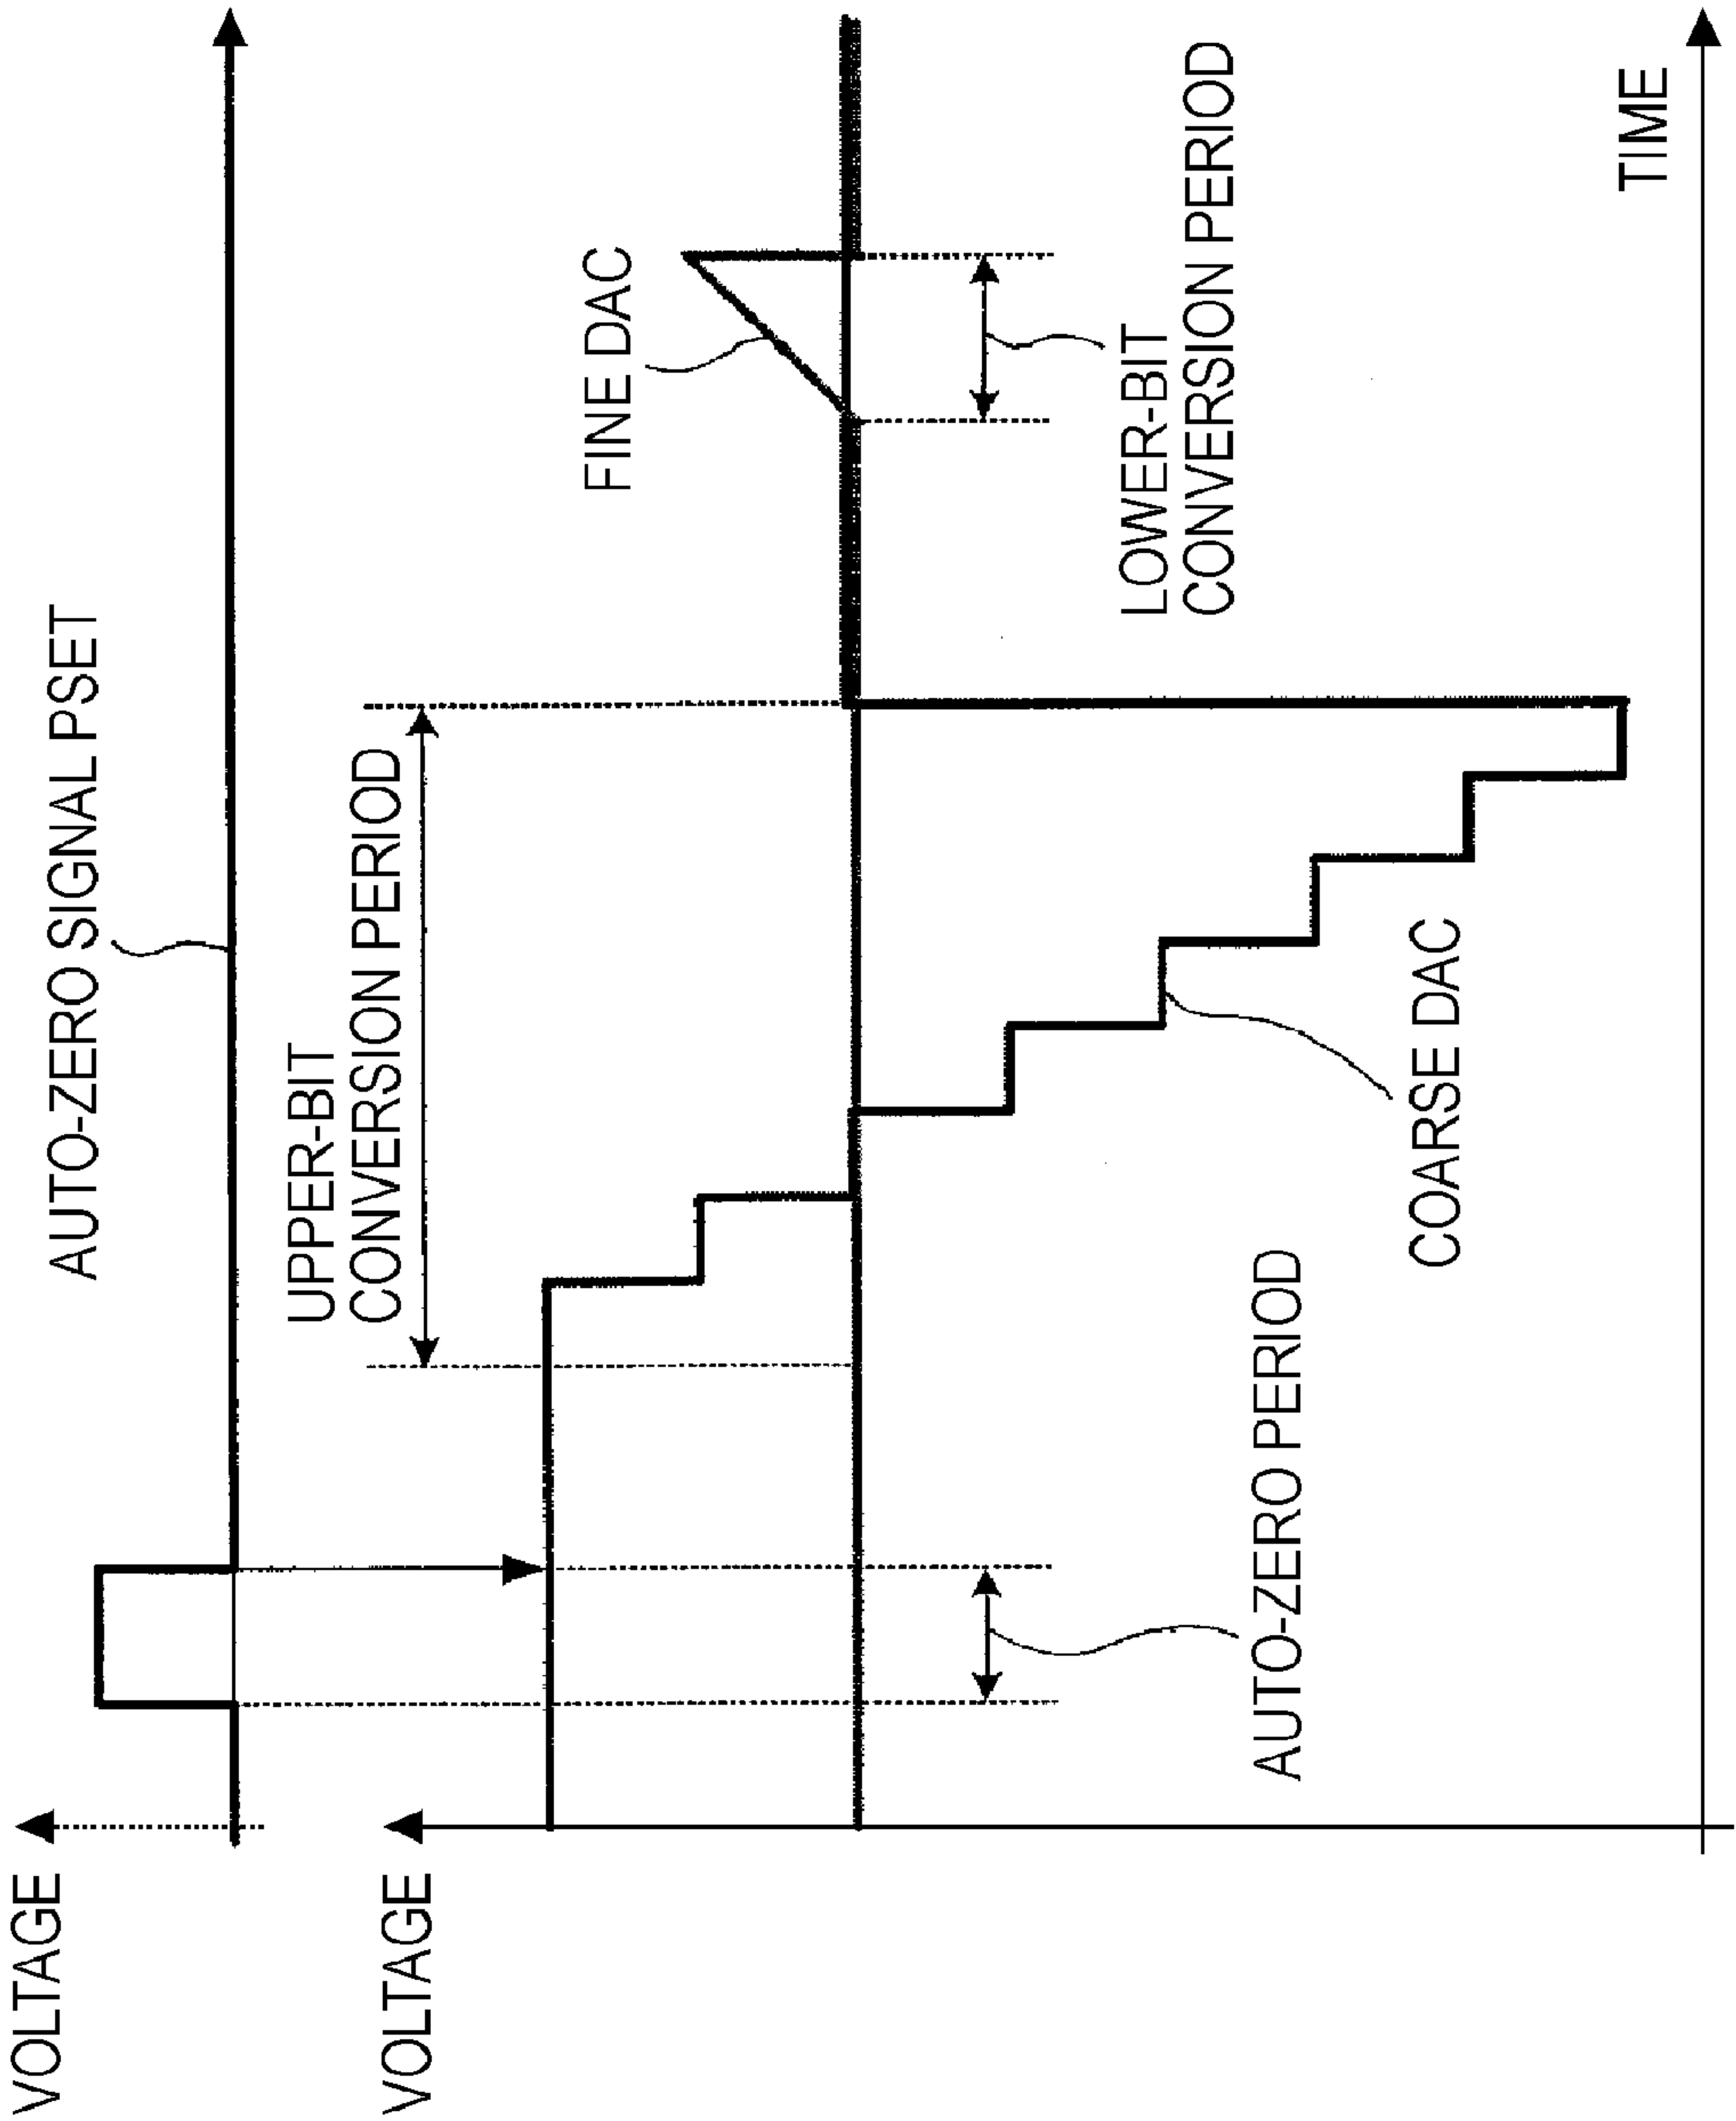 VOLTAGE
AUTO-ZERO SIGNAL PSET
VOLTAGE
UPPER-BIT
CONVERSION PERIOD
FINE DAC
AUTO-ZERO PERIOD
COARSE DAC
LOWER-BIT
CONVERSION PERIOD
TIME